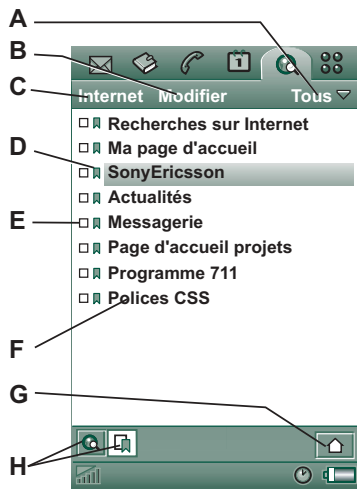 A
B
C
Internet Modifier Tous
Recherches sur Internet
Ma page d'accueil
D
SonyEricsson
Actualités
E
Messagerie
Page d'accueil projets
Programme 711
Polices CSS
F
G
H